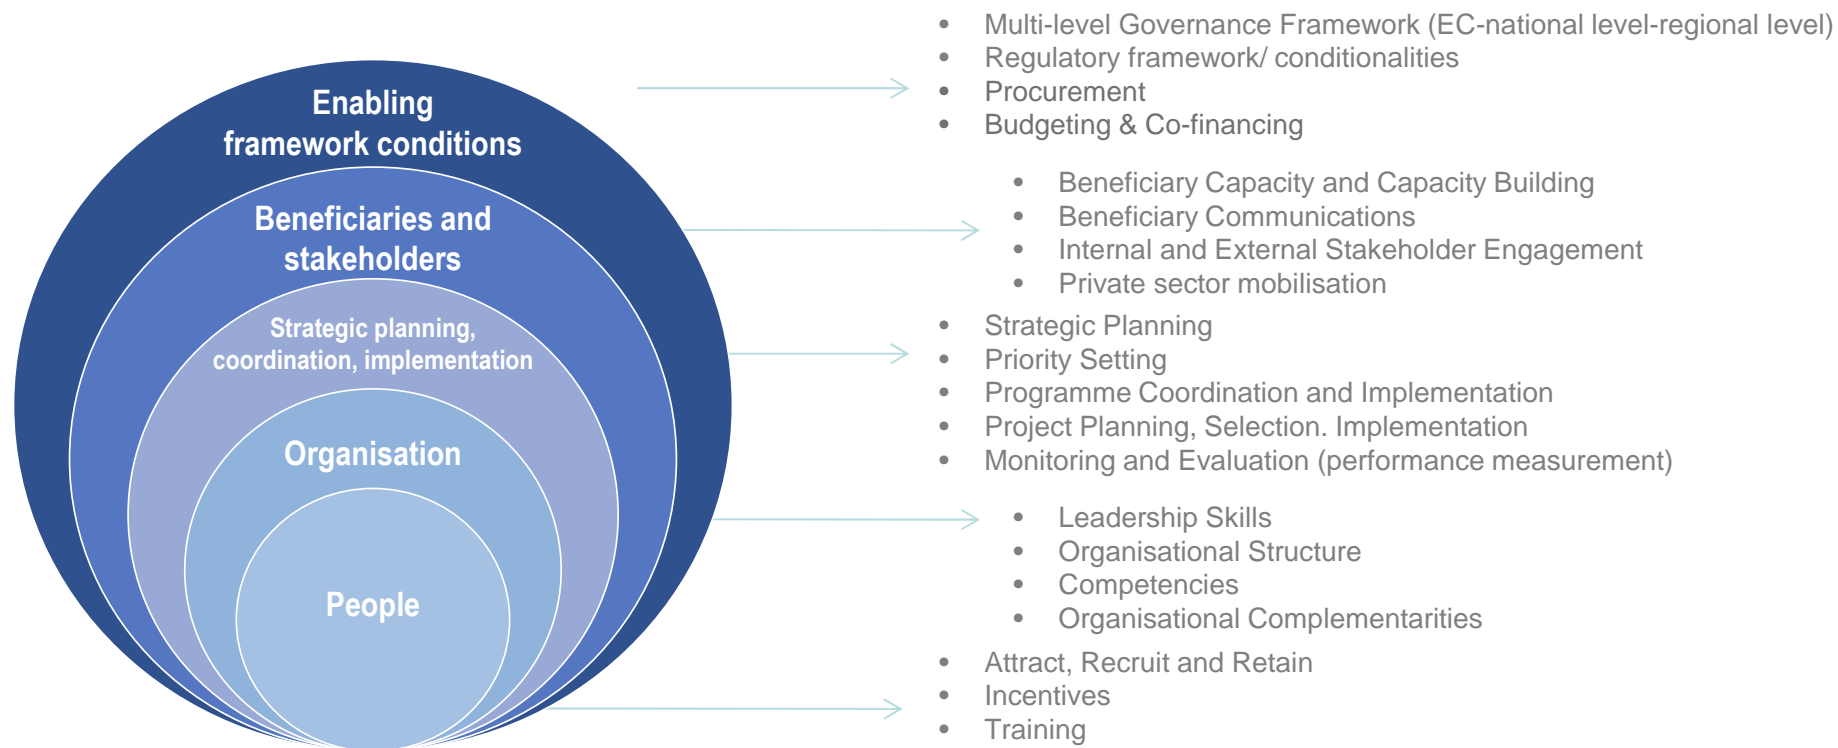 Enabling
framework conditions
Beneficiaries and
stakeholders
Strategic planning,
coordination, implementation
Organisation
People
• Multi-level Governance Framework (EC-national level-regional level)
• Regulatory framework/ conditionalities
• Procurement
• Budgeting & Co-financing
• Beneficiary Capacity and Capacity Building
• Beneficiary Communications
• Internal and External Stakeholder Engagement
• Private sector mobilisation
• Strategic Planning
• Priority Setting
• Programme Coordination and Implementation
• Project Planning, Selection. Implementation
• Monitoring and Evaluation (performance measurement)
• Leadership Skills
• Organisational Structure
• Competencies
• Organisational Complementarities
• Attract, Recruit and Retain
• Incentives
• Training